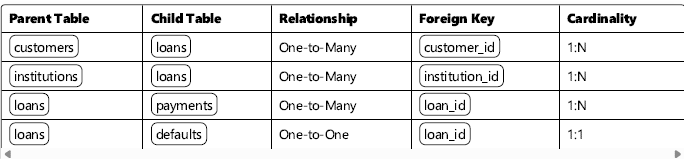 Parent Table Child Table Relationship Foreign Key Cardinality
customers loans One-to-Many customer_id 1:N
institutions loans One-to-Many institution_id 1:N
loans payments One-to-Many loan_id 1:N
loans defaults One-to-One loan_id 1:1